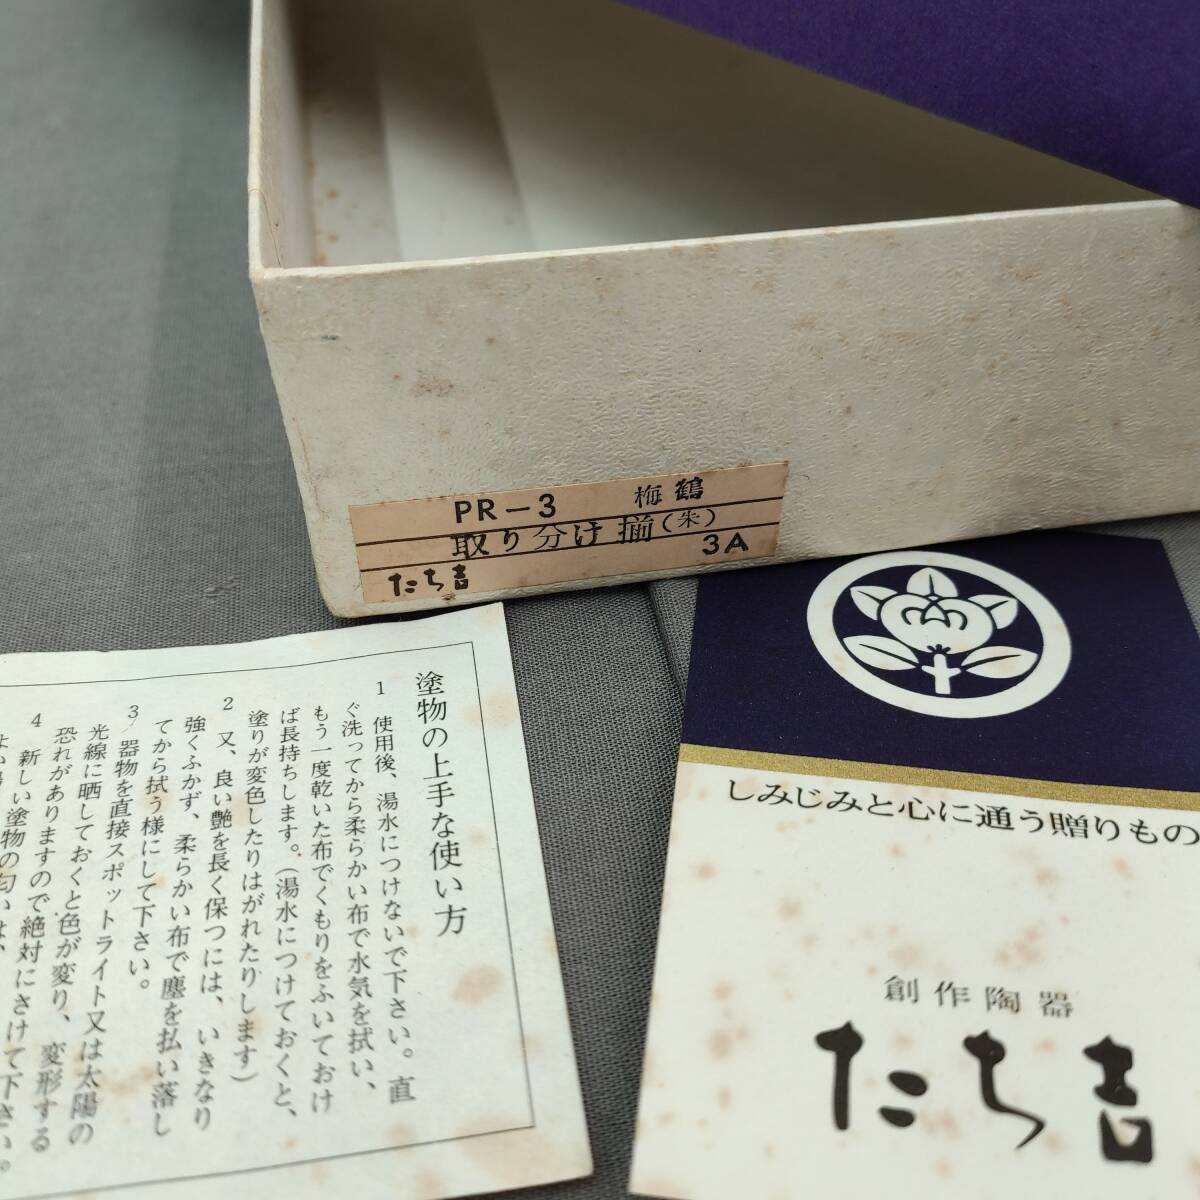 PR-3 梅鶴
取り分け揃(朱)
3A
たち吉
塗物の上手な使い方
1 使用後、湯水につけないで下さい。直
ぐ洗ってから柔らかい布で水気を拭い、
もう一度乾いた布でくもりをふいておけ
ば長持ちします。(湯水につけておくと、
塗りが変色したりはがれたりします)
2 又、良い艶を長く保つには、いきなり
強くふかず、柔らかい布で塵を払い落し
てから拭う様にして下さい。
3 器物を直接スポットライト又は太陽の
光線に晒しておくと色が変り、変形する
恐れがありますので絶対にさけて下さい。
4 新しい塗物の匂いは、
しみじみと心に通う贈りもの
創作陶器
たち吉